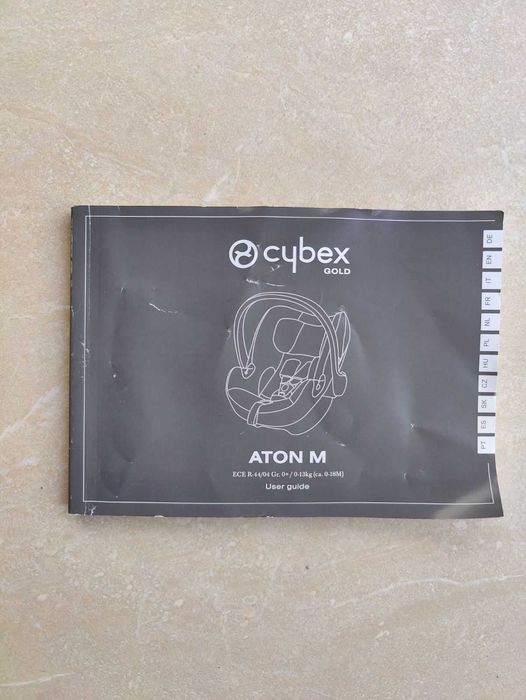 cybex
GOLD
ATON M
ECE R-44/04 Gr. 0+ / 0-13kg (ca. 0-18M)
User guide
DE
EN
IT
FR
NL
PL
HU
CZ
SK
ES
PT